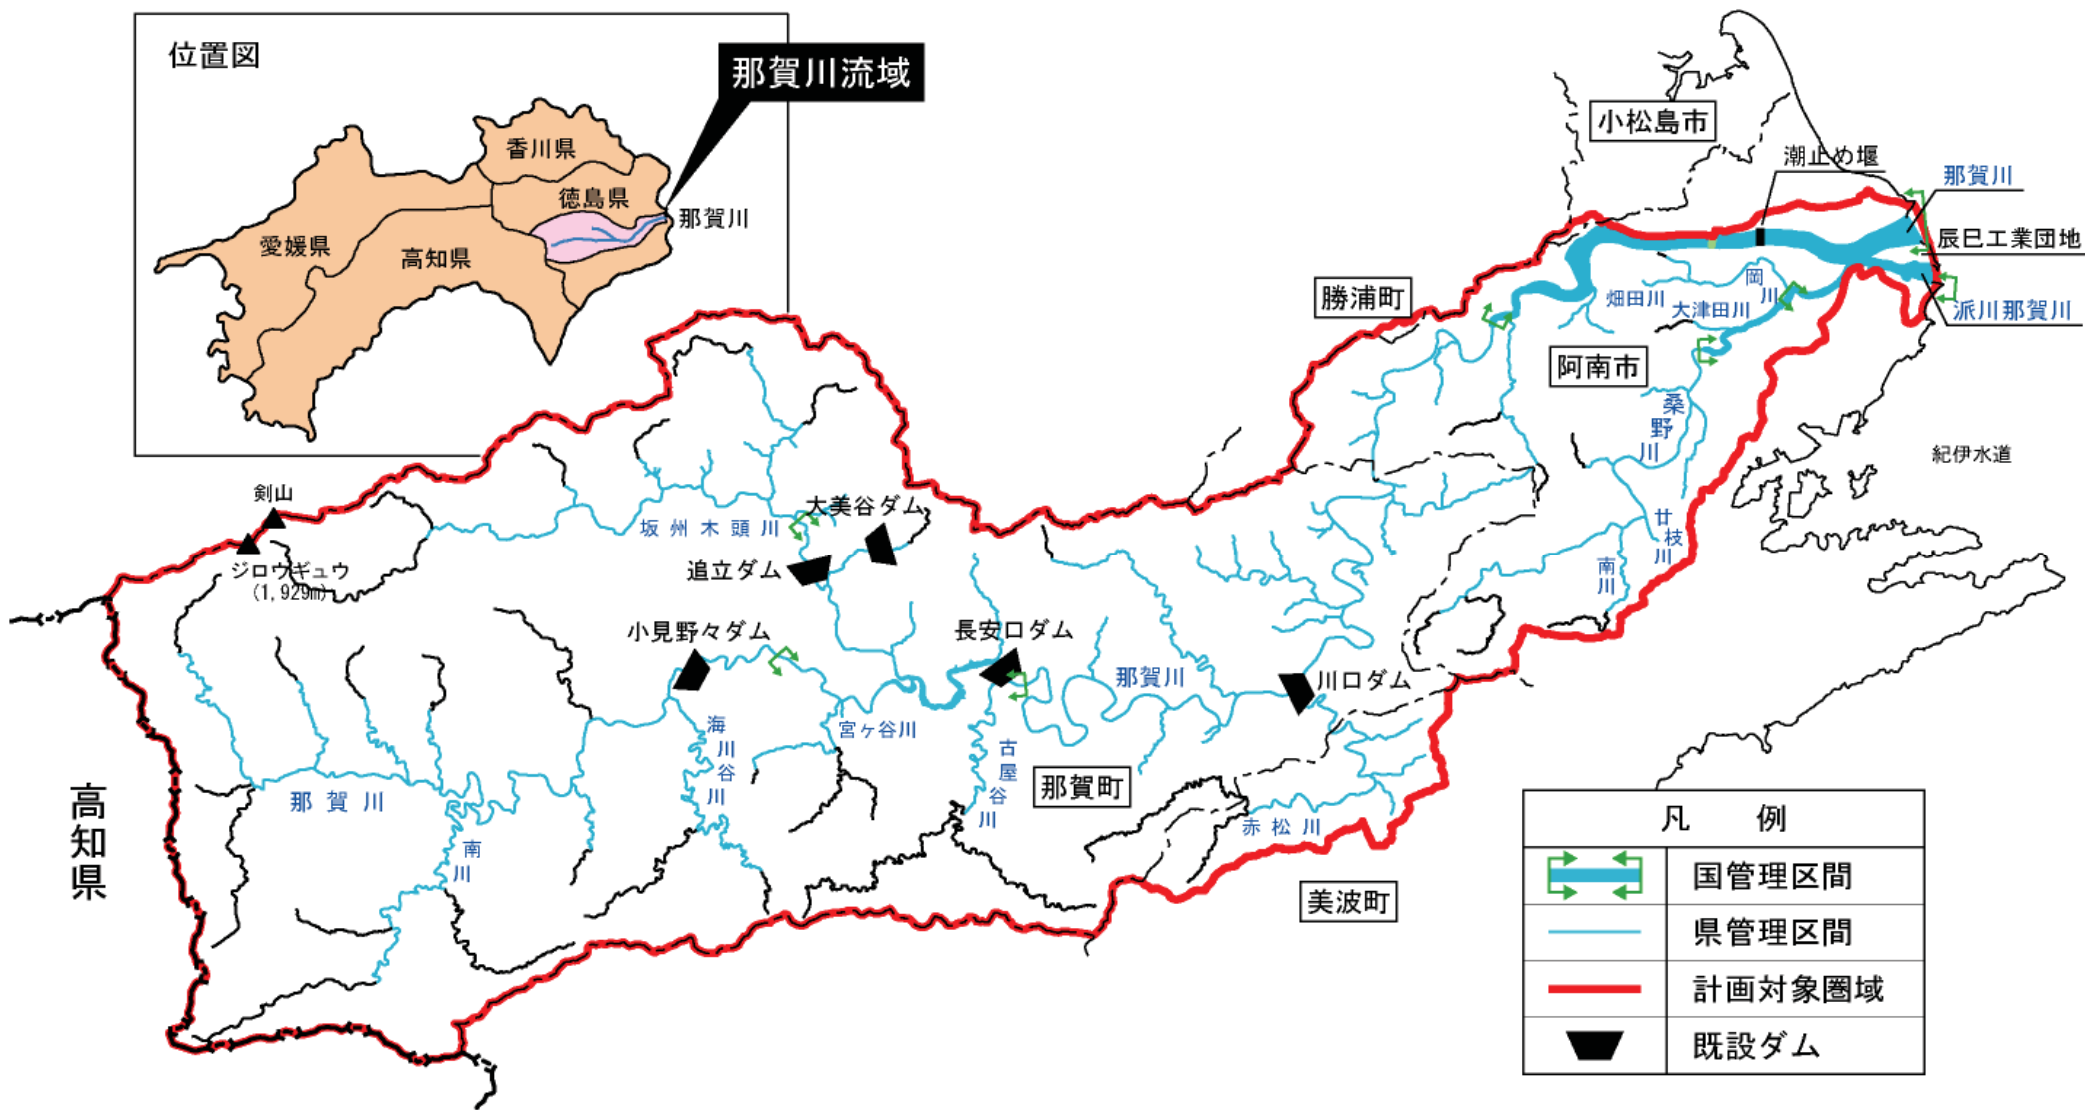 位置図
那賀川流域
香川県
徳島県
愛媛県
高知県
那賀川
小松島市
潮止め堰
那賀川
辰巳工業団地
派川那賀川
勝浦町
岡川
畑田川
大津田川
阿南市
桑野川
紀伊水道
廿枝川
南川
剣山
ジロウギュウ
(1,929m)
坂州木頭川
大美谷ダム
追立ダム
小見野々ダム
長安口ダム
那賀川
川口ダム
海川谷川
宮ヶ谷川
古屋谷川
那賀町
那賀川
南川
赤松川
高知県
美波町
凡例
国管理区間
県管理区間
計画対象圏域
既設ダム